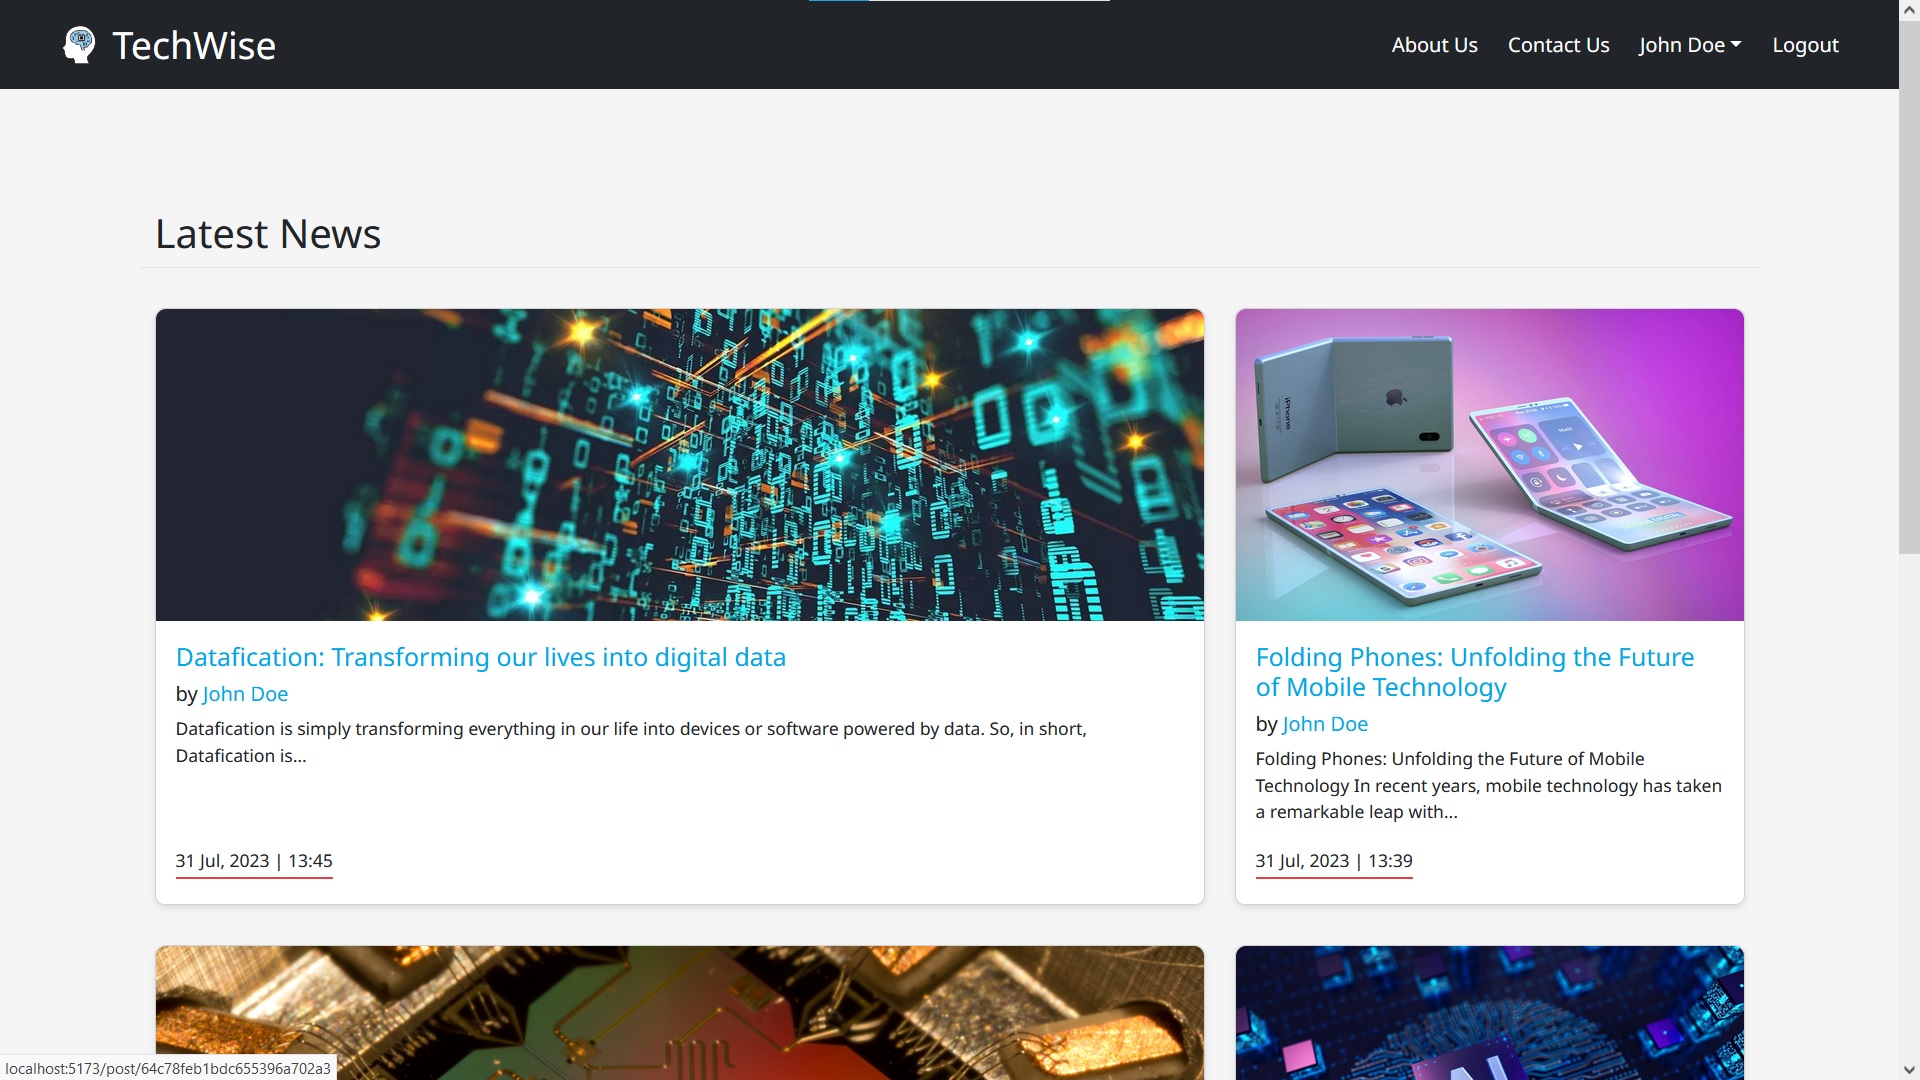 TechWise
About Us
Contact Us
John Doe
Logout
Latest News
Datafication: Transforming our lives into digital data
by John Doe
Datafication is simply transforming everything in our life into devices or software powered by data. So, in short,
Datafication is...
31 Jul, 2023 | 13:45
iPhone
Folding Phones: Unfolding the Future
of Mobile Technology
by John Doe
Folding Phones: Unfolding the Future of Mobile
Technology In recent years, mobile technology has taken
a remarkable leap with...
31 Jul, 2023 | 13:39
AI
localhost:5173/post/64c78feb1bdc655396a702a3